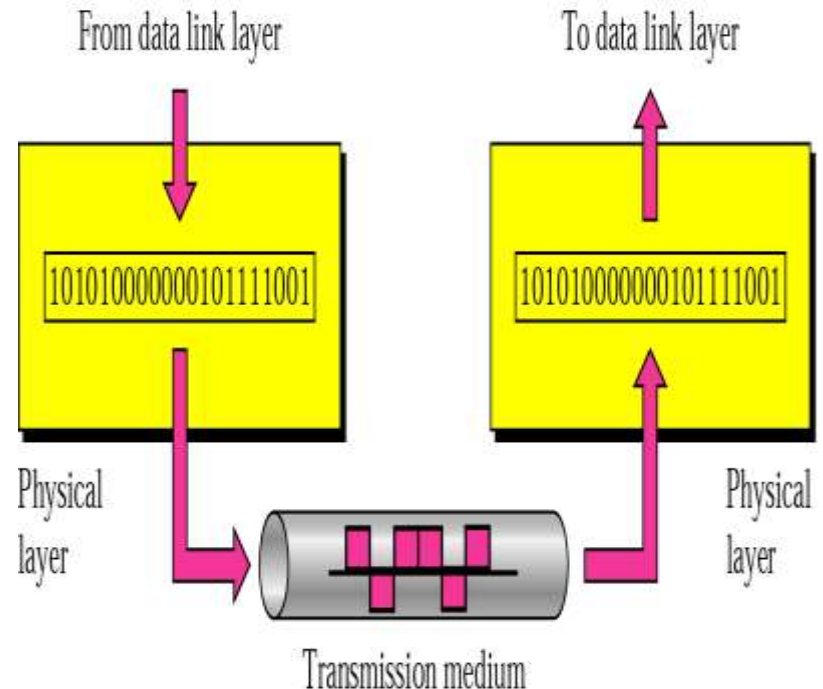 From data link layer
To data link layer
10101000000010111001
10101000000010111001
Physical
layer
Physical
layer
Transmission medium